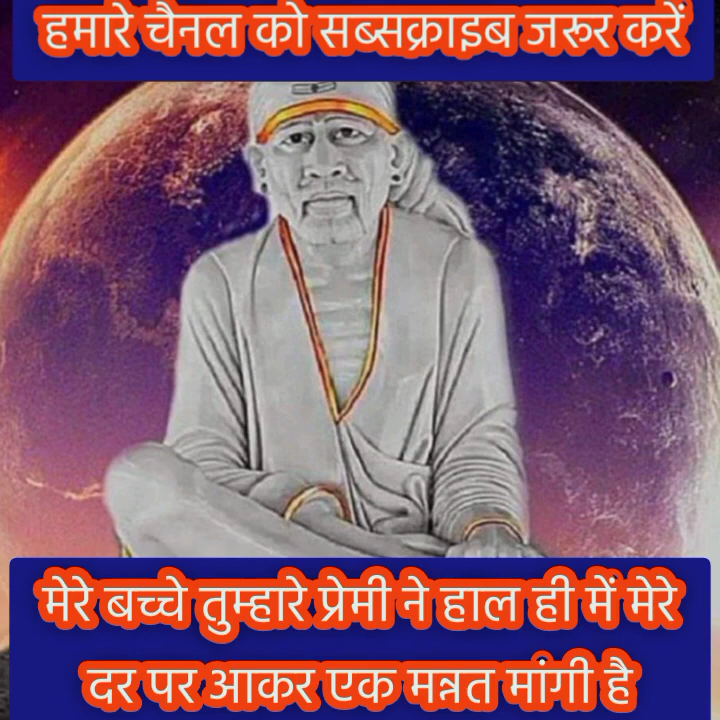 हमारे चैनल को सब्सक्राइब जरूर करें
मेरे बच्चे तुम्हारे प्रेमी ने हाल ही में मेरे
दर पर आकर एक मन्नत मांगी है